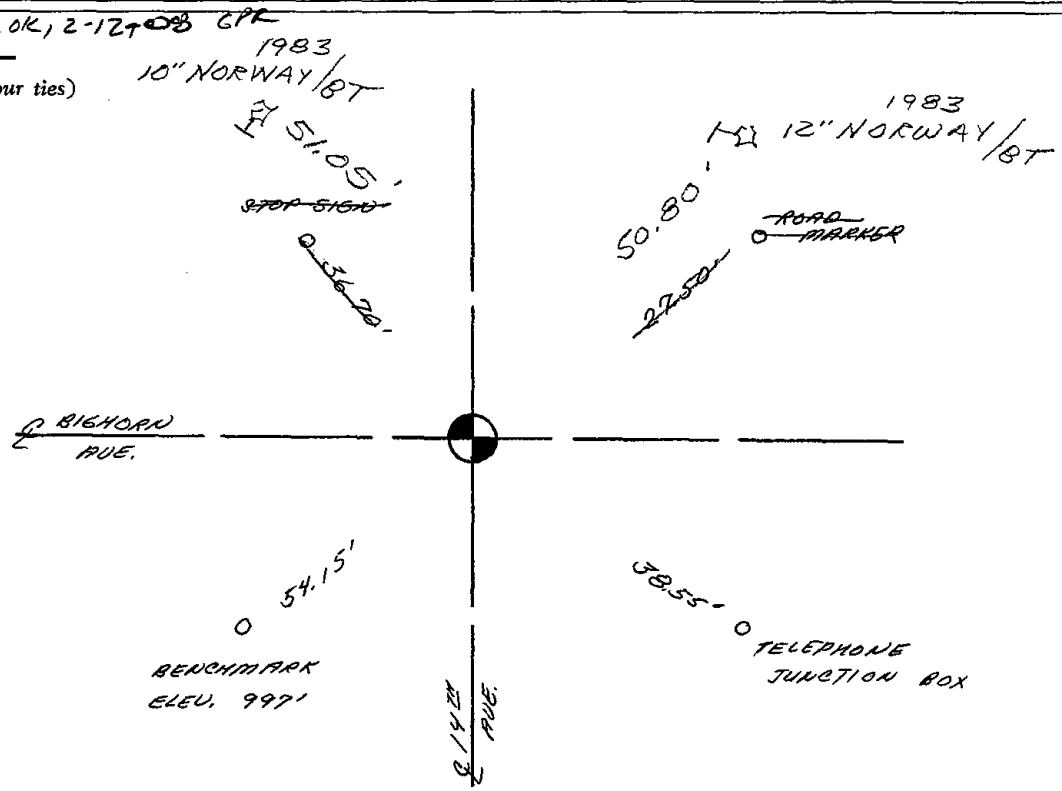 OK, 2-12-08 GPR
our ties)
1983
10" NORWAY/BT
51.05'
STOP SIGN
36.70'
1983
12" NORWAY/BT
50.80'
ROAD
MARKER
27.50'
℄ BIGHORN
AVE.
54.15'
BENCHMARK
ELEV. 997'
38.55'
TELEPHONE
JUNCTION BOX
℄ 14TH
AVE.